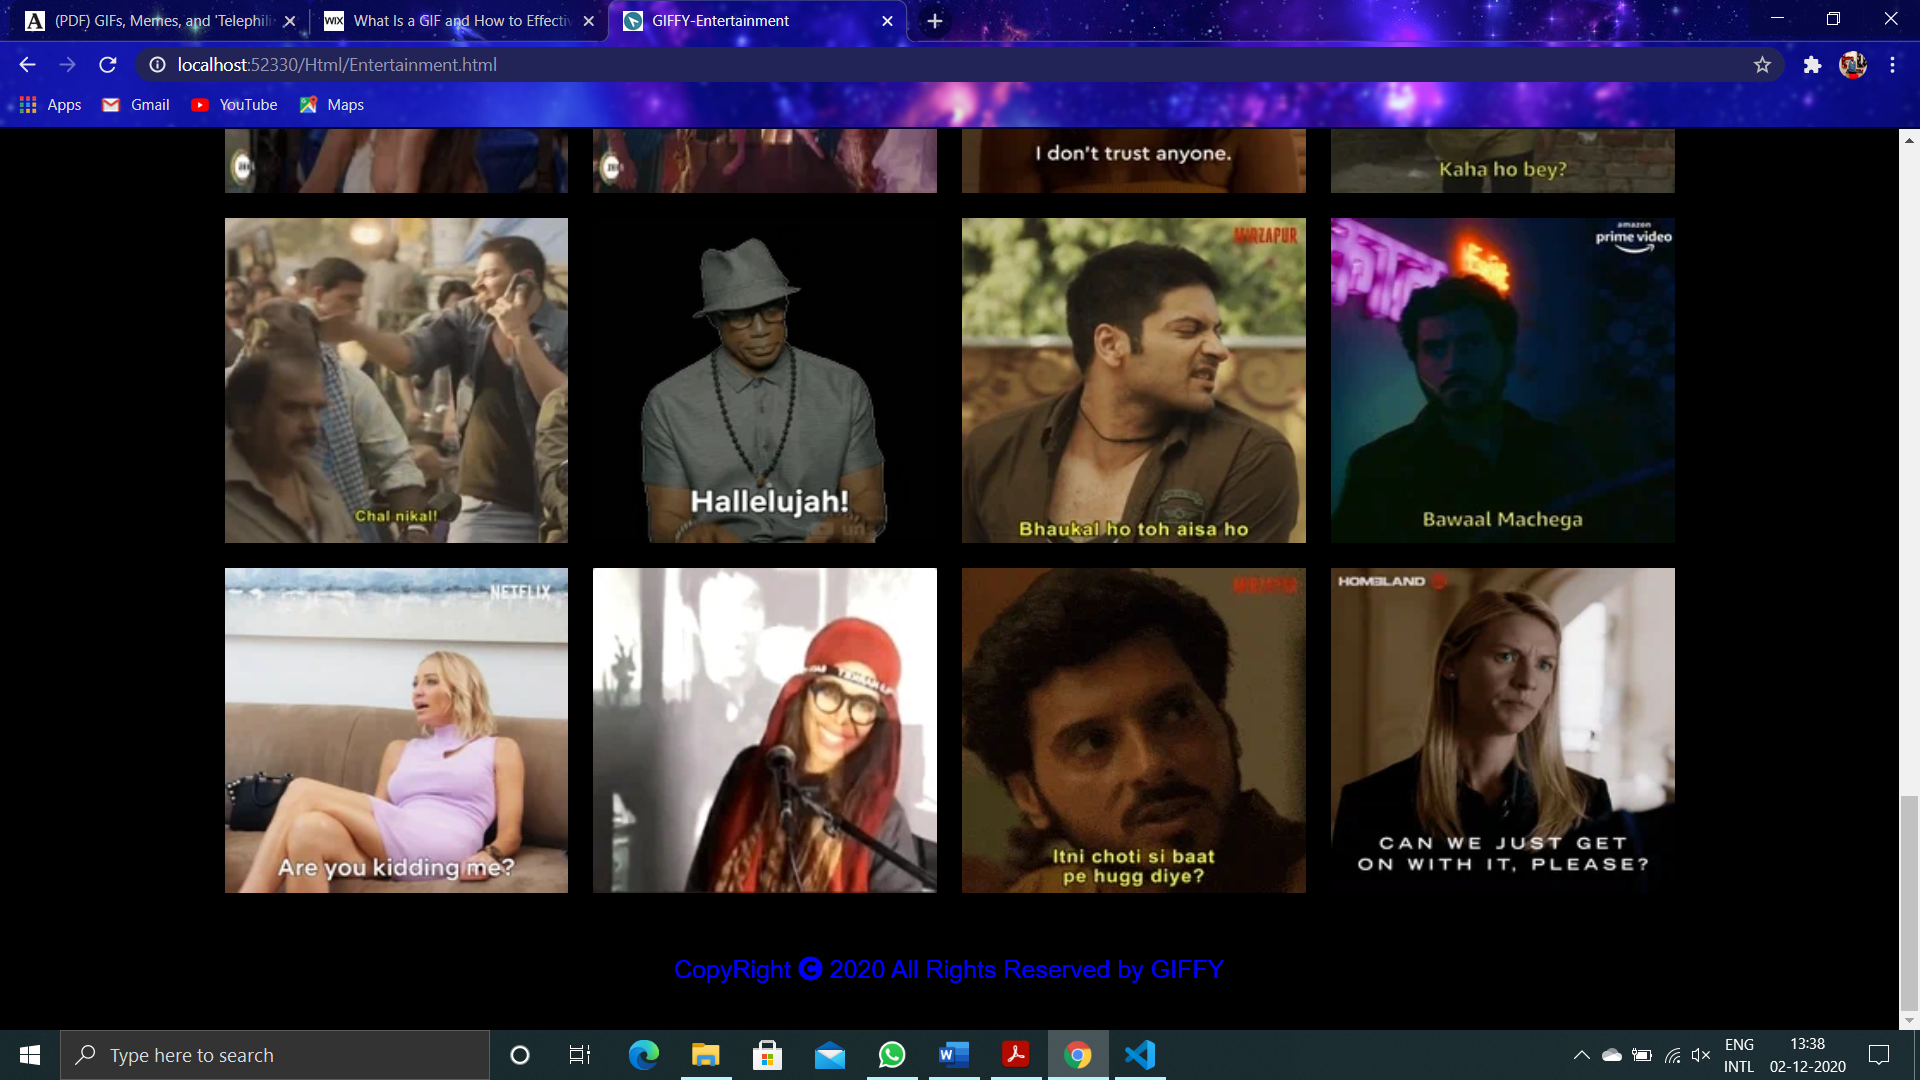 (PDF) GIFs, Memes, and 'Telephili
What Is a GIF and How to Effectiv
GIFFY-Entertainment
localhost:52330/Html/Entertainment.html
Apps
Gmail
YouTube
Maps
I don't trust anyone.
Kaha ho bey?
MIRZAPUR
amazon
prime video
Chal nikal!
Hallelujah!
Bhaukal ho toh aisa ho
Bawaal Machega
NETFLIX
MIRZAPUR
HOMELAND
Are you kidding me?
Itni choti si baat
pe hugg diye?
CAN WE JUST GET
ON WITH IT, PLEASE?
CopyRight © 2020 All Rights Reserved by GIFFY
Type here to search
ENG
INTL
13:38
02-12-2020